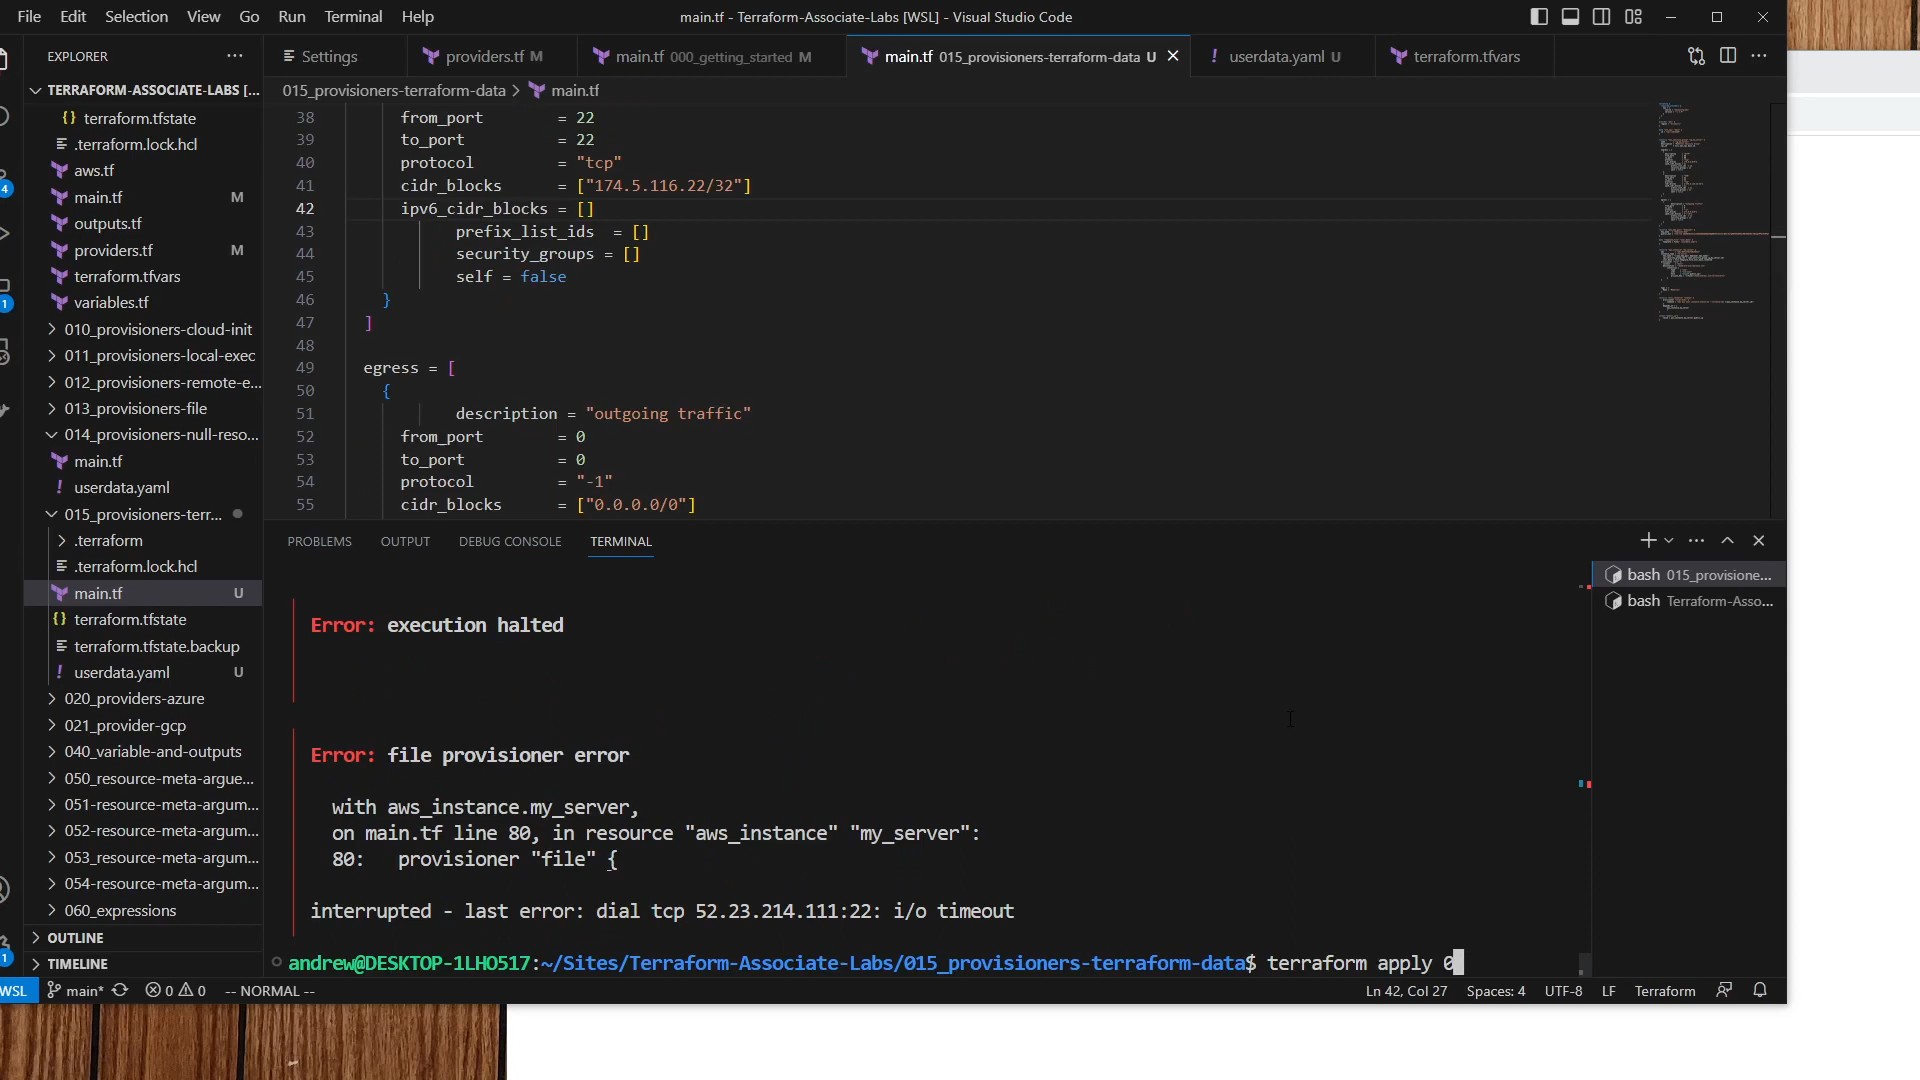 File Edit Selection View Go Run Terminal Help
main.tf - Terraform-Associate-Labs [WSL] - Visual Studio Code
EXPLORER
Settings
providers.tf M
main.tf 000_getting_started M
main.tf 015_provisioners-terraform-data U
! userdata.yaml U
terraform.tfvars
TERRAFORM-ASSOCIATE-LABS [...
015_provisioners-terraform-data > main.tf
{} terraform.tfstate
.terraform.lock.hcl
aws.tf
main.tf M
outputs.tf
providers.tf M
terraform.tfvars
variables.tf
010_provisioners-cloud-init
011_provisioners-local-exec
012_provisioners-remote-e...
013_provisioners-file
014_provisioners-null-reso...
main.tf
! userdata.yaml
015_provisioners-terr...
.terraform
.terraform.lock.hcl
main.tf U
{} terraform.tfstate
terraform.tfstate.backup
! userdata.yaml U
020_providers-azure
021_provider-gcp
040_variable-and-outputs
050_resource-meta-argue...
051-resource-meta-argum...
052-resource-meta-argum...
053_resource-meta-argum...
054-resource-meta-argum...
060_expressions
OUTLINE
TIMELINE
4
1
1
38 from_port = 22
39 to_port = 22
40 protocol = "tcp"
41 cidr_blocks = ["174.5.116.22/32"]
42 ipv6_cidr_blocks = []
43 prefix_list_ids = []
44 security_groups = []
45 self = false
46 }
47 ]
48
49 egress = [
50 {
51 description = "outgoing traffic"
52 from_port = 0
53 to_port = 0
54 protocol = "-1"
55 cidr_blocks = ["0.0.0.0/0"]
PROBLEMS OUTPUT DEBUG CONSOLE TERMINAL
bash 015_provisione...
bash Terraform-Asso...
Error: execution halted
Error: file provisioner error
with aws_instance.my_server,
on main.tf line 80, in resource "aws_instance" "my_server":
80: provisioner "file" {
interrupted - last error: dial tcp 52.23.214.111:22: i/o timeout
andrew@DESKTOP-1LHO517:~/Sites/Terraform-Associate-Labs/015_provisioners-terraform-data$ terraform apply 0
WSL main* 0 0 -- NORMAL --
Ln 42, Col 27 Spaces: 4 UTF-8 LF Terraform